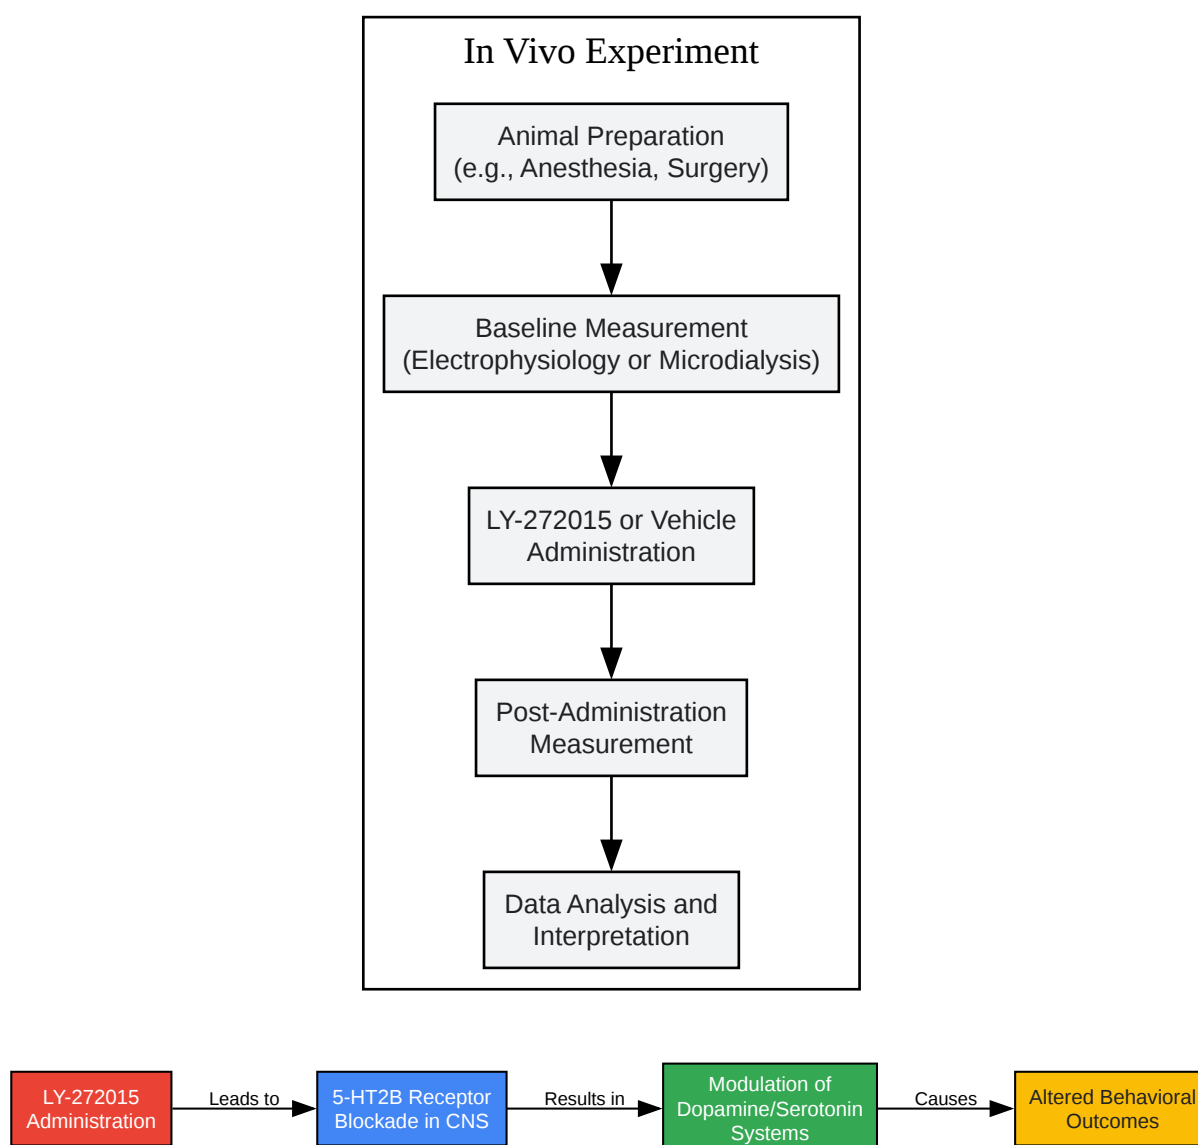 In Vivo Experiment
Animal Preparation
(e.g., Anesthesia, Surgery)
Baseline Measurement
(Electrophysiology or Microdialysis)
LY-272015 or Vehicle
Administration
Post-Administration
Measurement
Data Analysis and
Interpretation
LY-272015
Administration
Leads to
5-HT2B Receptor
Blockade in CNS
Results in
Modulation of
Dopamine/Serotonin
Systems
Causes
Altered Behavioral
Outcomes